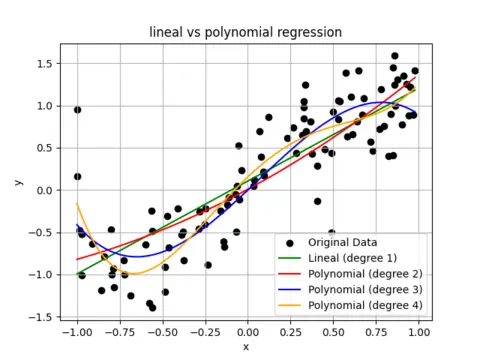 lineal vs polynomial regression
1.5
1.0
0.5
0.0
−0.5
−1.0
−1.5
y
Original Data
Lineal (degree 1)
Polynomial (degree 2)
Polynomial (degree 3)
Polynomial (degree 4)
−1.00 −0.75 −0.50 −0.25 0.00 0.25 0.50 0.75 1.00
x